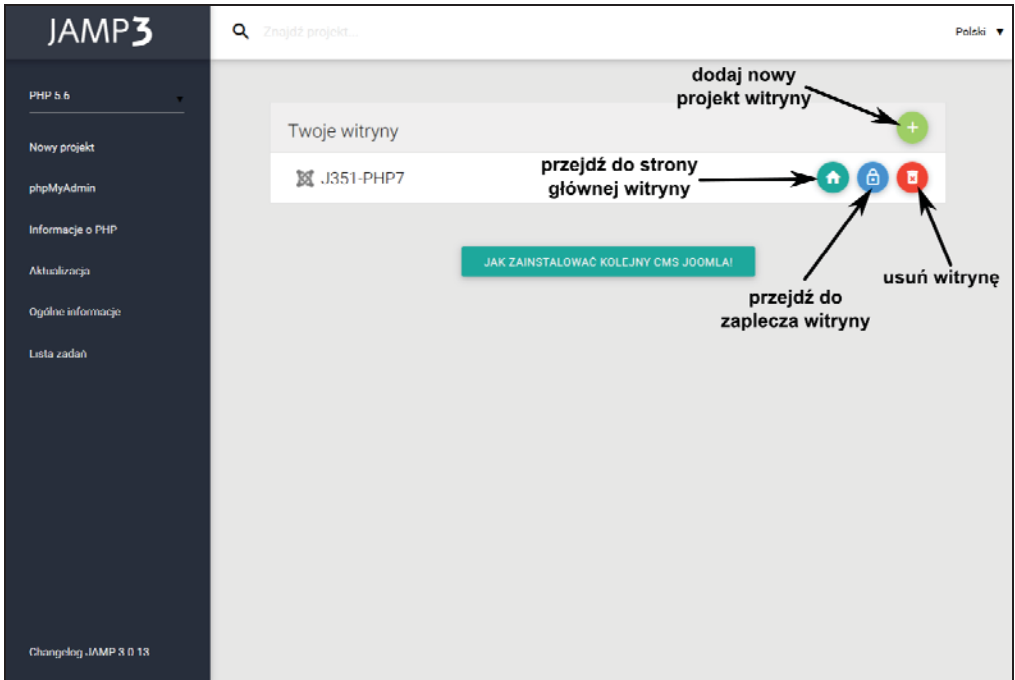 JAMP3
Znajdź projekt...
Polski
PHP 5.6
Nowy projekt
phpMyAdmin
Informacje o PHP
Aktualizacja
Ogólne informacje
Lista zadań
Changelog JAMP 3.0.13
dodaj nowy
projekt witryny
Twoje witryny
J351-PHP7
przejdź do strony
głównej witryny
JAK ZAINSTALOWAĆ KOLEJNY CMS JOOMLA!
usuń witrynę
przejdź do
zaplecza witryny